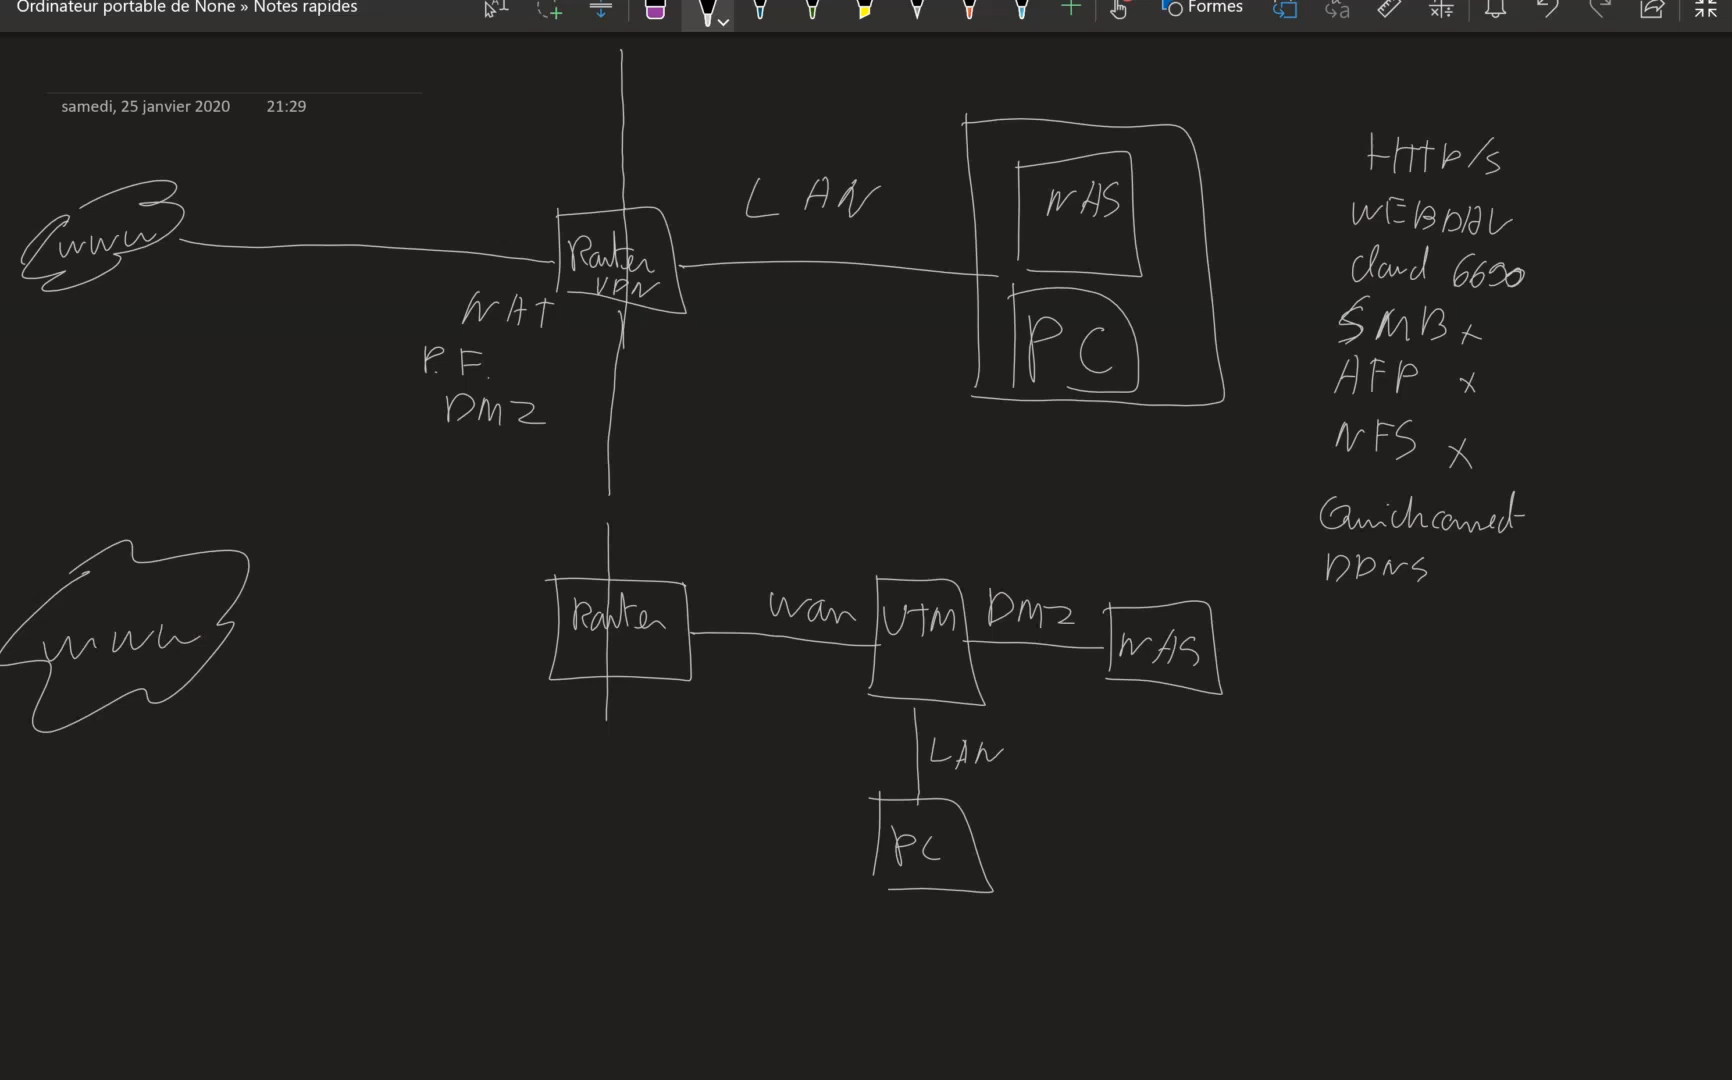 Ordinateur portable de None » Notes rapides
Formes
samedi, 25 janvier 2020 21:29
www
Router
VPN
LAN
NAS
PC
NAT
P.F.
DMZ
HTTP/s
WEBDAV
Cloud 6690
SMB x
AFP x
NFS x
Quickconnect
DDNS
www
Router
Wan
UTM
DMZ
NAS
LAN
PC